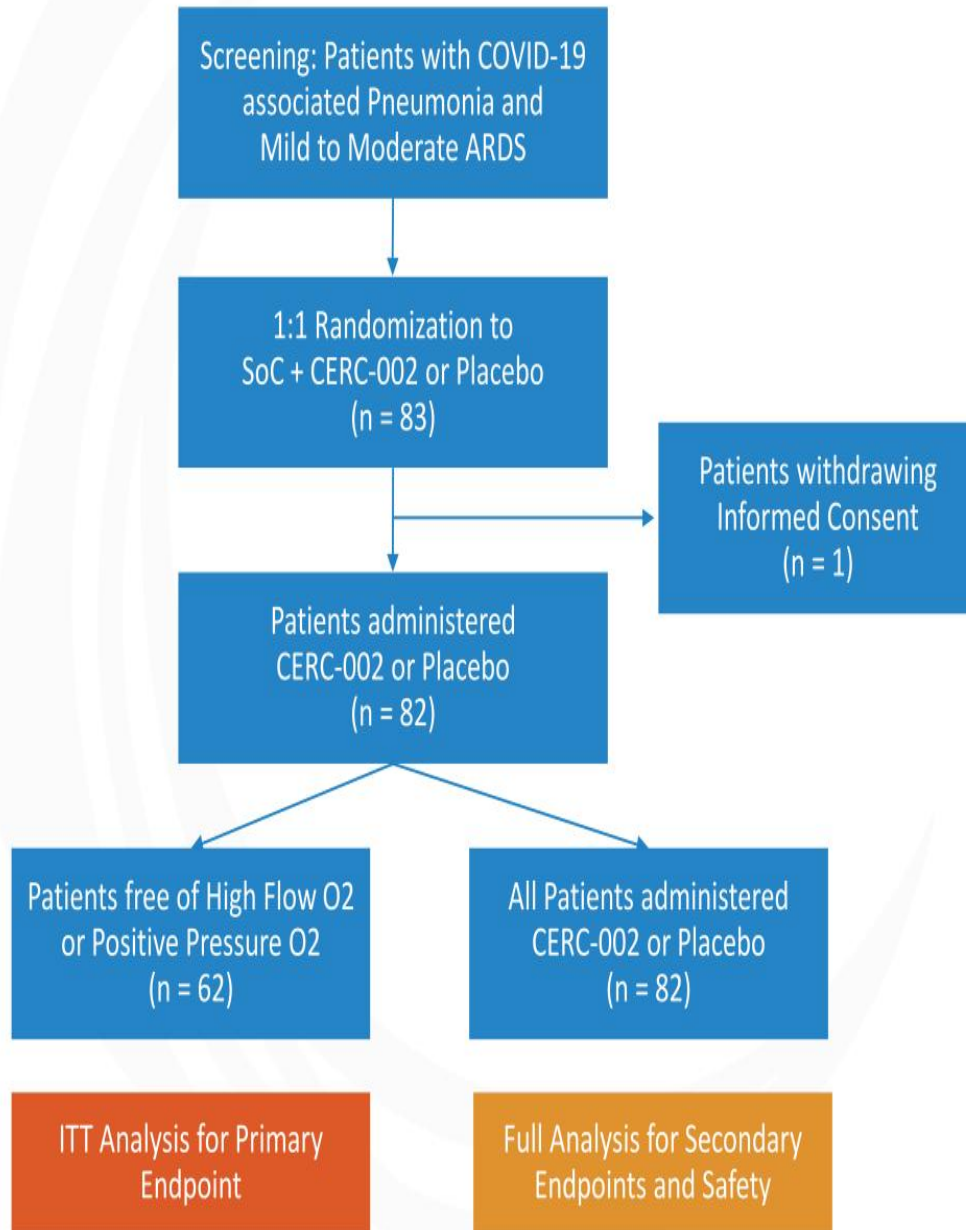 Screening: Patients with COVID-19
associated Pneumonia and
Mild to Moderate ARDS
1:1 Randomization to
SoC + CERC-002 or Placebo
(n = 83)
Patients withdrawing
Informed Consent
(n = 1)
Patients administered
CERC-002 or Placebo
(n = 82)
Patients free of High Flow O2
or Positive Pressure O2
(n = 62)
All Patients administered
CERC-002 or Placebo
(n = 82)
ITT Analysis for Primary
Endpoint
Full Analysis for Secondary
Endpoints and Safety